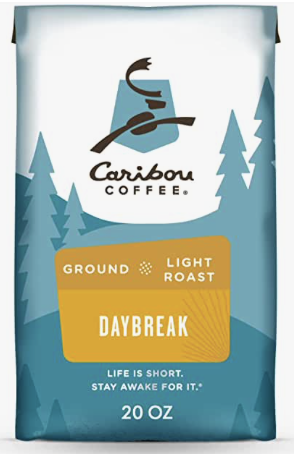 Caribou
COFFEE®
GROUND LIGHT
ROAST
DAYBREAK
LIFE IS SHORT.
STAY AWAKE FOR IT.®
20 OZ